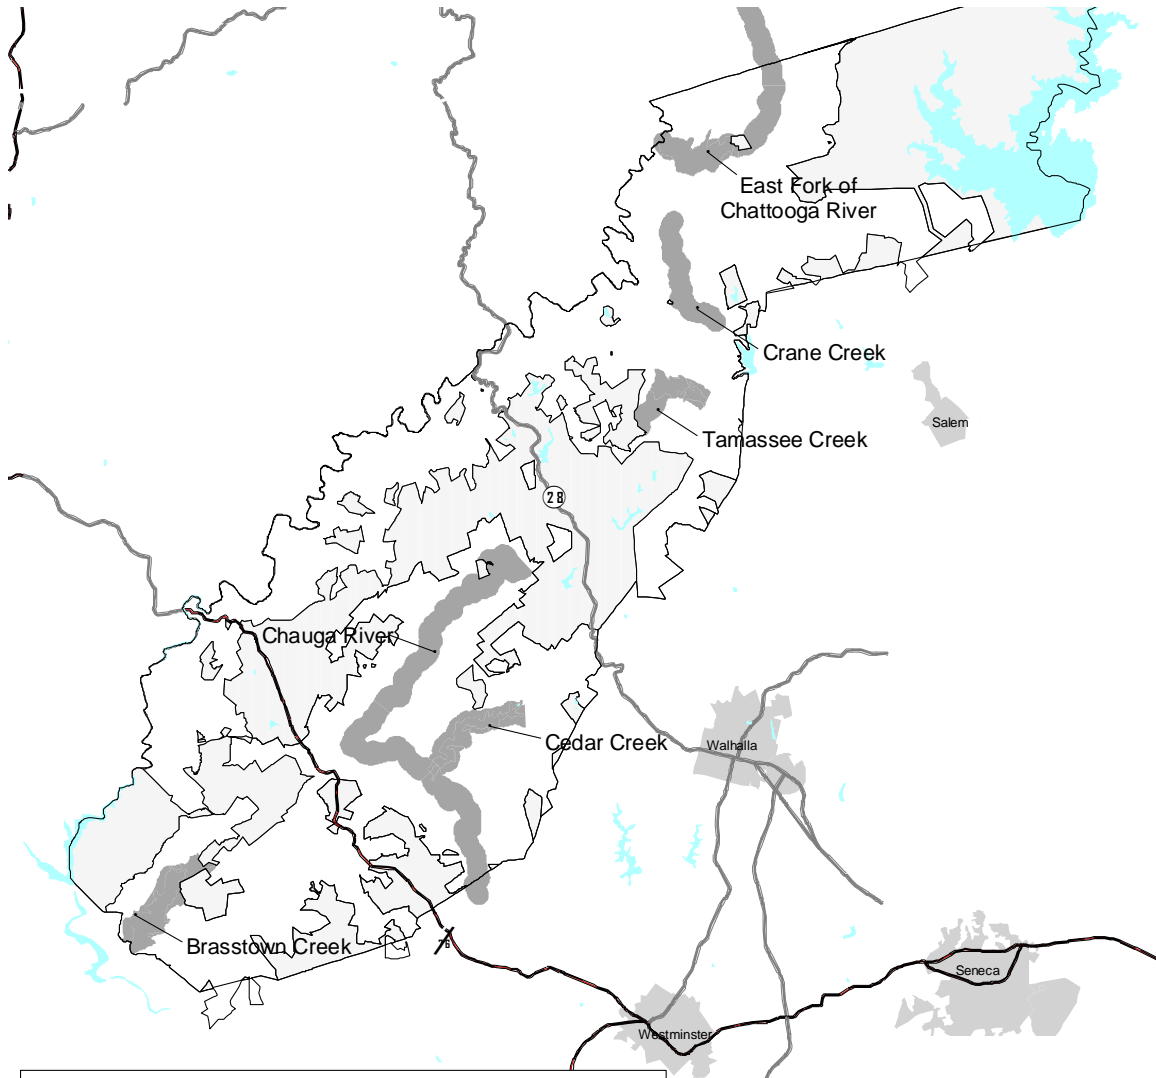 East Fork of
Chattooga River
Crane Creek
Salem
Tamassee Creek
28
Chauga River
Cedar Creek
Walhalla
Brasstown Creek
Seneca
Westminster